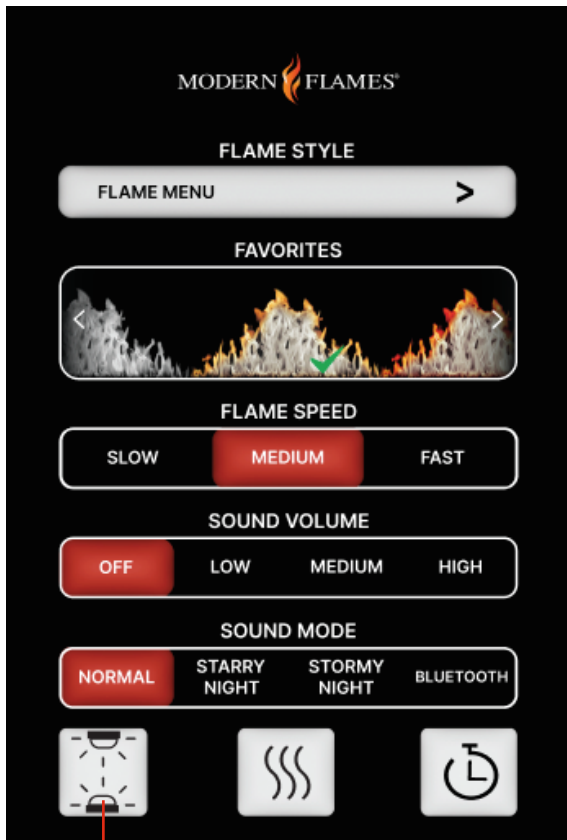 MODERN FLAMES®
FLAME STYLE
FLAME MENU >
FAVORITES
< >
FLAME SPEED
SLOW MEDIUM FAST
SOUND VOLUME
OFF LOW MEDIUM HIGH
SOUND MODE
NORMAL STARRY NIGHT STORMY NIGHT BLUETOOTH